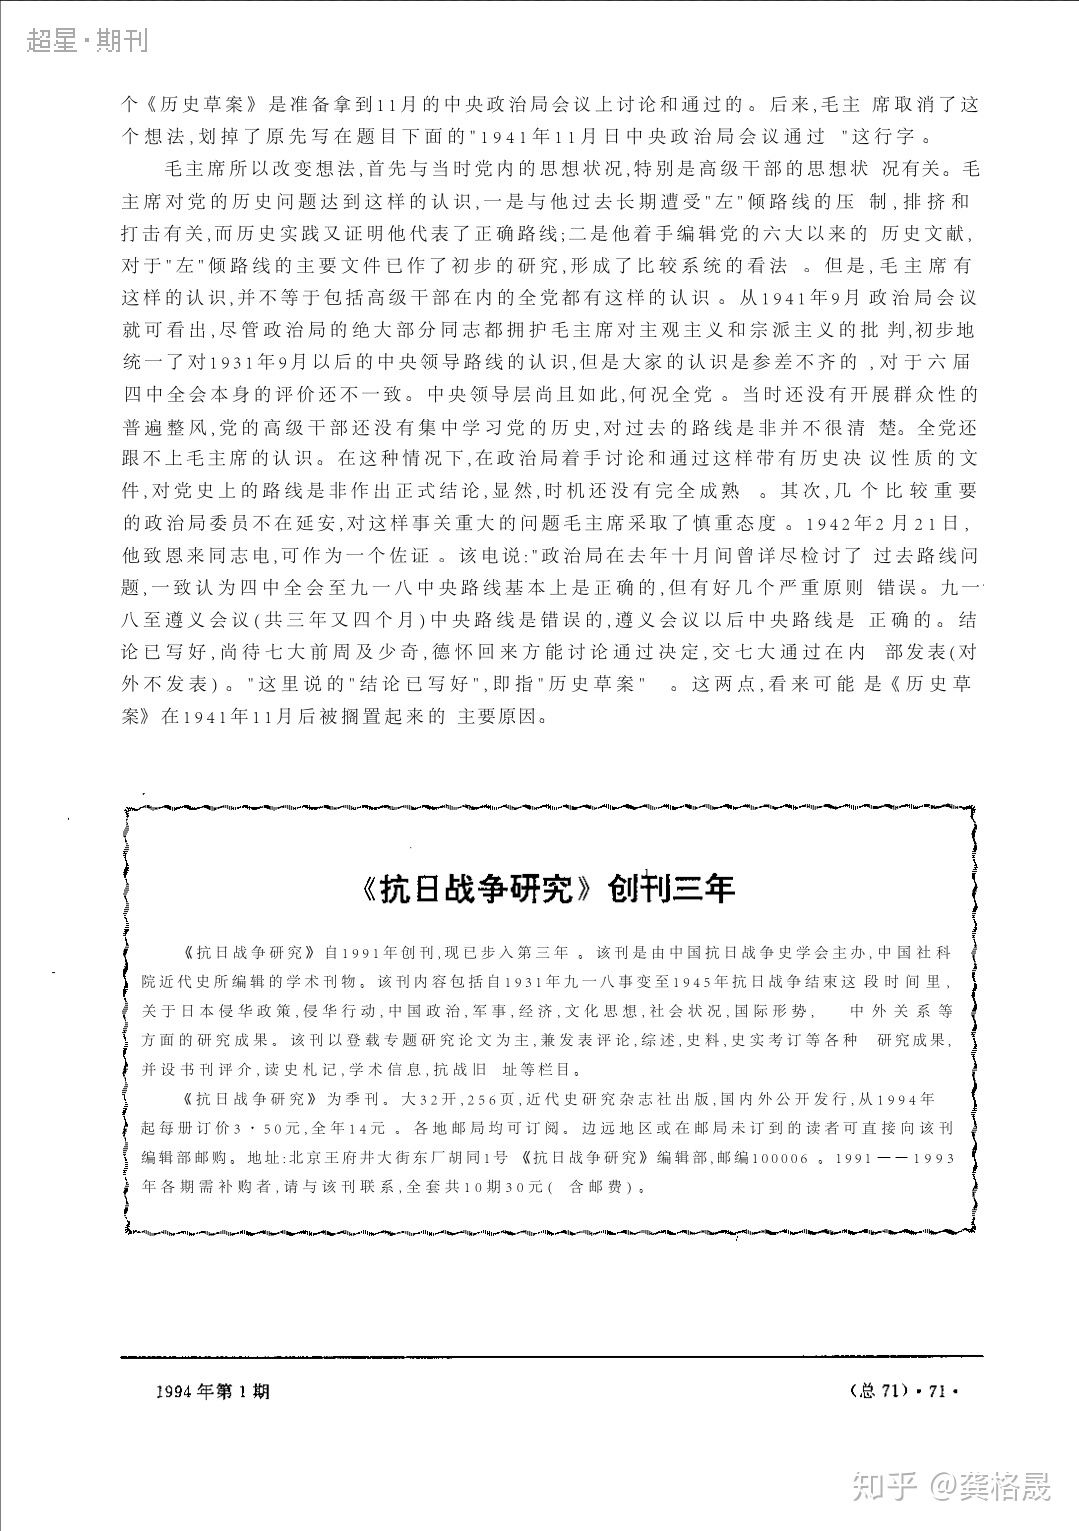 超星·期刊
个《历史草案》是准备拿到11月的中央政治局会议上讨论和通过的。后来,毛主 席取消了这
个想法,划掉了原先写在题目下面的"1941年11月日中央政治局会议通过 "这行字。
毛主席所以改变想法,首先与当时党内的思想状况,特别是高级干部的思想状 况有关。毛
主席对党的历史问题达到这样的认识,一是与他过去长期遭受"左"倾路线的压 制,排挤和
打击有关,而历史实践又证明他代表了正确路线;二是他着手编辑党的六大以来的 历史文献,
对于"左"倾路线的主要文件已作了初步的研究,形成了比较系统的看法 。但是,毛主席有
这样的认识,并不等于包括高级干部在内的全党都有这样的认识。从1941年9月 政治局会议
就可看出,尽管政治局的绝大部分同志都拥护毛主席对主观主义和宗派主义的批 判,初步地
统一了对1931年9月以后的中央领导路线的认识,但是大家的认识是参差不齐的 ,对于六届
四中全会本身的评价还不一致。中央领导层尚且如此,何况全党 。当时还没有开展群众性的
普遍整风,党的高级干部还没有集中学习党的历史,对过去的路线是非并不很清 楚。全党还
跟不上毛主席的认识。在这种情况下,在政治局着手讨论和通过这样带有历史决 议性质的文
件,对党史上的路线是非作出正式结论,显然,时机还没有完全成熟 。其次,几个比较重要
的政治局委员不在延安,对这样事关重大的问题毛主席采取了慎重态度 。1942年2月21日,
他致恩来同志电,可作为一个佐证 。该电说:"政治局在去年十月间曾详尽检讨了 过去路线问
题,一致认为四中全会至九一八中央路线基本上是正确的,但有好几个严重原则 错误。九一
八至遵义会议(共三年又四个月)中央路线是错误的,遵义会议以后中央路线是 正确的。结
论已写好,尚待七大前周及少奇,德怀回来方能讨论通过决定,交七大通过在内 部发表(对
外不发表)。"这里说的"结论已写好",即指"历史草案" 。这两点,看来可能 是《历史草
案》在1941年11月后被搁置起来的 主要原因。
《抗日战争研究》创刊三年
《抗日战争研究》自1991年创刊,现已步入第三年 。该刊是由中国抗日战争史学会主办,中国社科
院近代史所编辑的学术刊物。该刊内容包括自1931年九一八事变至1945年抗日战争结束这 段时间里,
关于日本侵华政策,侵华行动,中国政治,军事,经济,文化思想,社会状况,国际形势, 中外关系等
方面的研究成果。该刊以登载专题研究论文为主,兼发表评论,综述,史料,史实考订等各种 研究成果,
并设书刊评介,读史札记,学术信息,抗战旧 址等栏目。
《抗日战争研究》为季刊。大32开,256页,近代史研究杂志社出版,国内外公开发行,从1994年
起每册订价3·50元,全年14元 。各地邮局均可订阅。边远地区或在邮局未订到的读者可直接向该刊
编辑部邮购。地址:北京王府井大街东厂胡同1号 《抗日战争研究》编辑部,邮编100006 。1991——1993
年各期需补购者,请与该刊联系,全套共10期30元( 含邮费)。
1994年第1期 (总71)·71·
知乎 @龚格晟